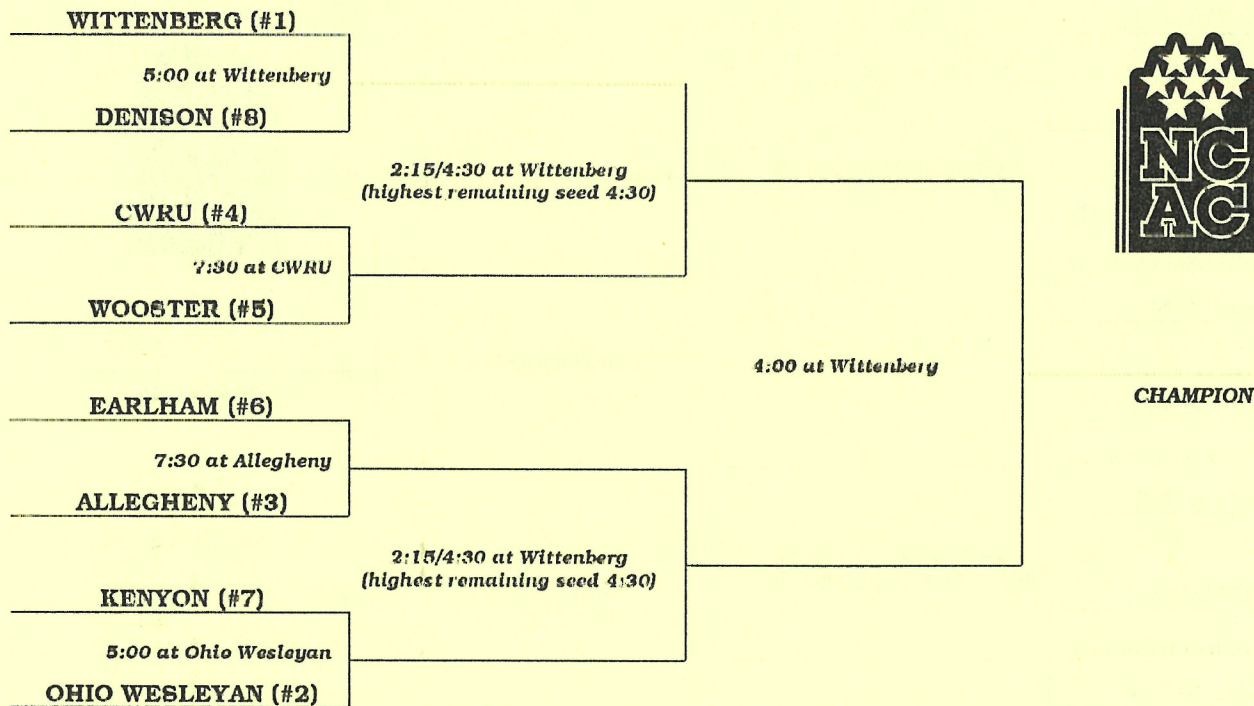 WITTENBERG (#1)
5:00 at Wittenberg
DENISON (#8)
2:15/4:30 at Wittenberg
(highest remaining seed 4:30)
CWRU (#4)
7:30 at CWRU
WOOSTER (#5)
NC
AC
4:00 at Wittenberg
CHAMPION
EARLHAM (#6)
7:30 at Allegheny
ALLEGHENY (#3)
2:15/4:30 at Wittenberg
(highest remaining seed 4:30)
KENYON (#7)
5:00 at Ohio Wesleyan
OHIO WESLEYAN (#2)